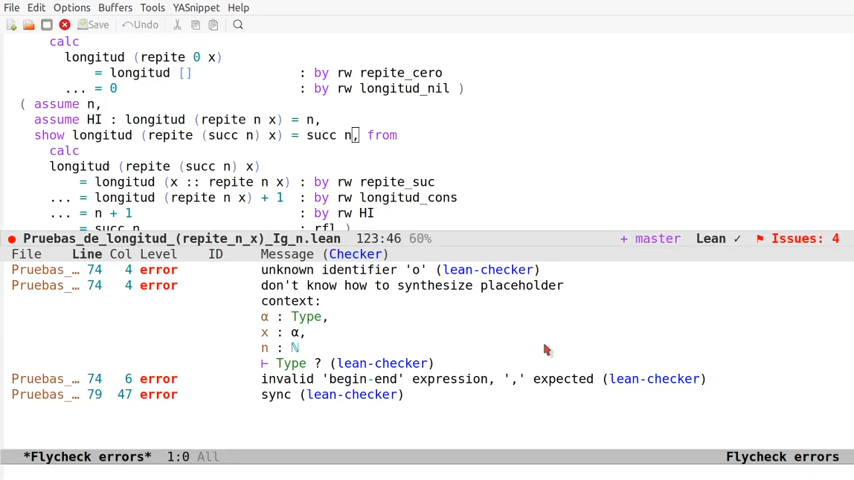 File Edit Options Buffers Tools YASnippet Help
Save Undo
calc
longitud (repite 0 x)
= longitud [] : by rw repite_cero
... = 0 : by rw longitud_nil )
( assume n,
assume HI : longitud (repite n x) = n,
show longitud (repite (succ n) x) = succ n, from
calc
longitud (repite (succ n) x)
= longitud (x :: repite n x) : by rw repite_suc
... = longitud (repite n x) + 1 : by rw longitud_cons
... = n + 1 : by rw HI
... = succ n : rfl )
Pruebas_de_longitud_(repite_n_x)_Ig_n.lean 123:46 60% + master Lean ✓ Issues: 4
File Line Col Level ID Message (Checker)
Pruebas_… 74 4 error unknown identifier 'o' (lean-checker)
Pruebas_… 74 4 error don't know how to synthesize placeholder
context:
α : Type,
x : α,
n : ℕ
⊢ Type ? (lean-checker)
Pruebas_… 74 6 error invalid 'begin-end' expression, ',' expected (lean-checker)
Pruebas_… 79 47 error sync (lean-checker)
*Flycheck errors* 1:0 All Flycheck errors